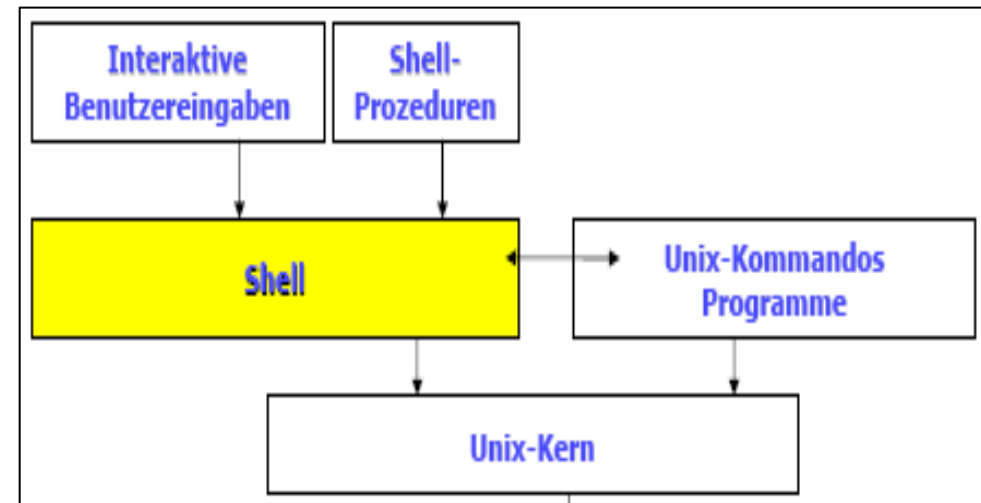 Interaktive
Benutzereingaben
Shell-
Prozeduren
Shell
Unix-Kommandos
Programme
Unix-Kern